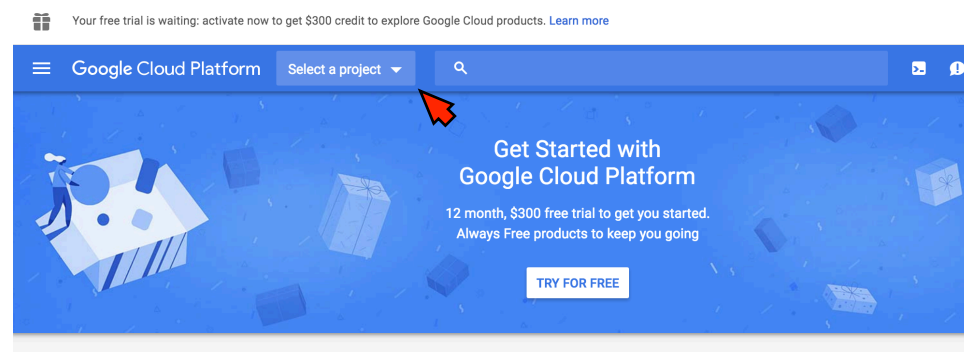 Your free trial is waiting: activate now to get $300 credit to explore Google Cloud products. Learn more
Google Cloud Platform
Select a project
Get Started with
Google Cloud Platform
12 month, $300 free trial to get you started.
Always Free products to keep you going
TRY FOR FREE